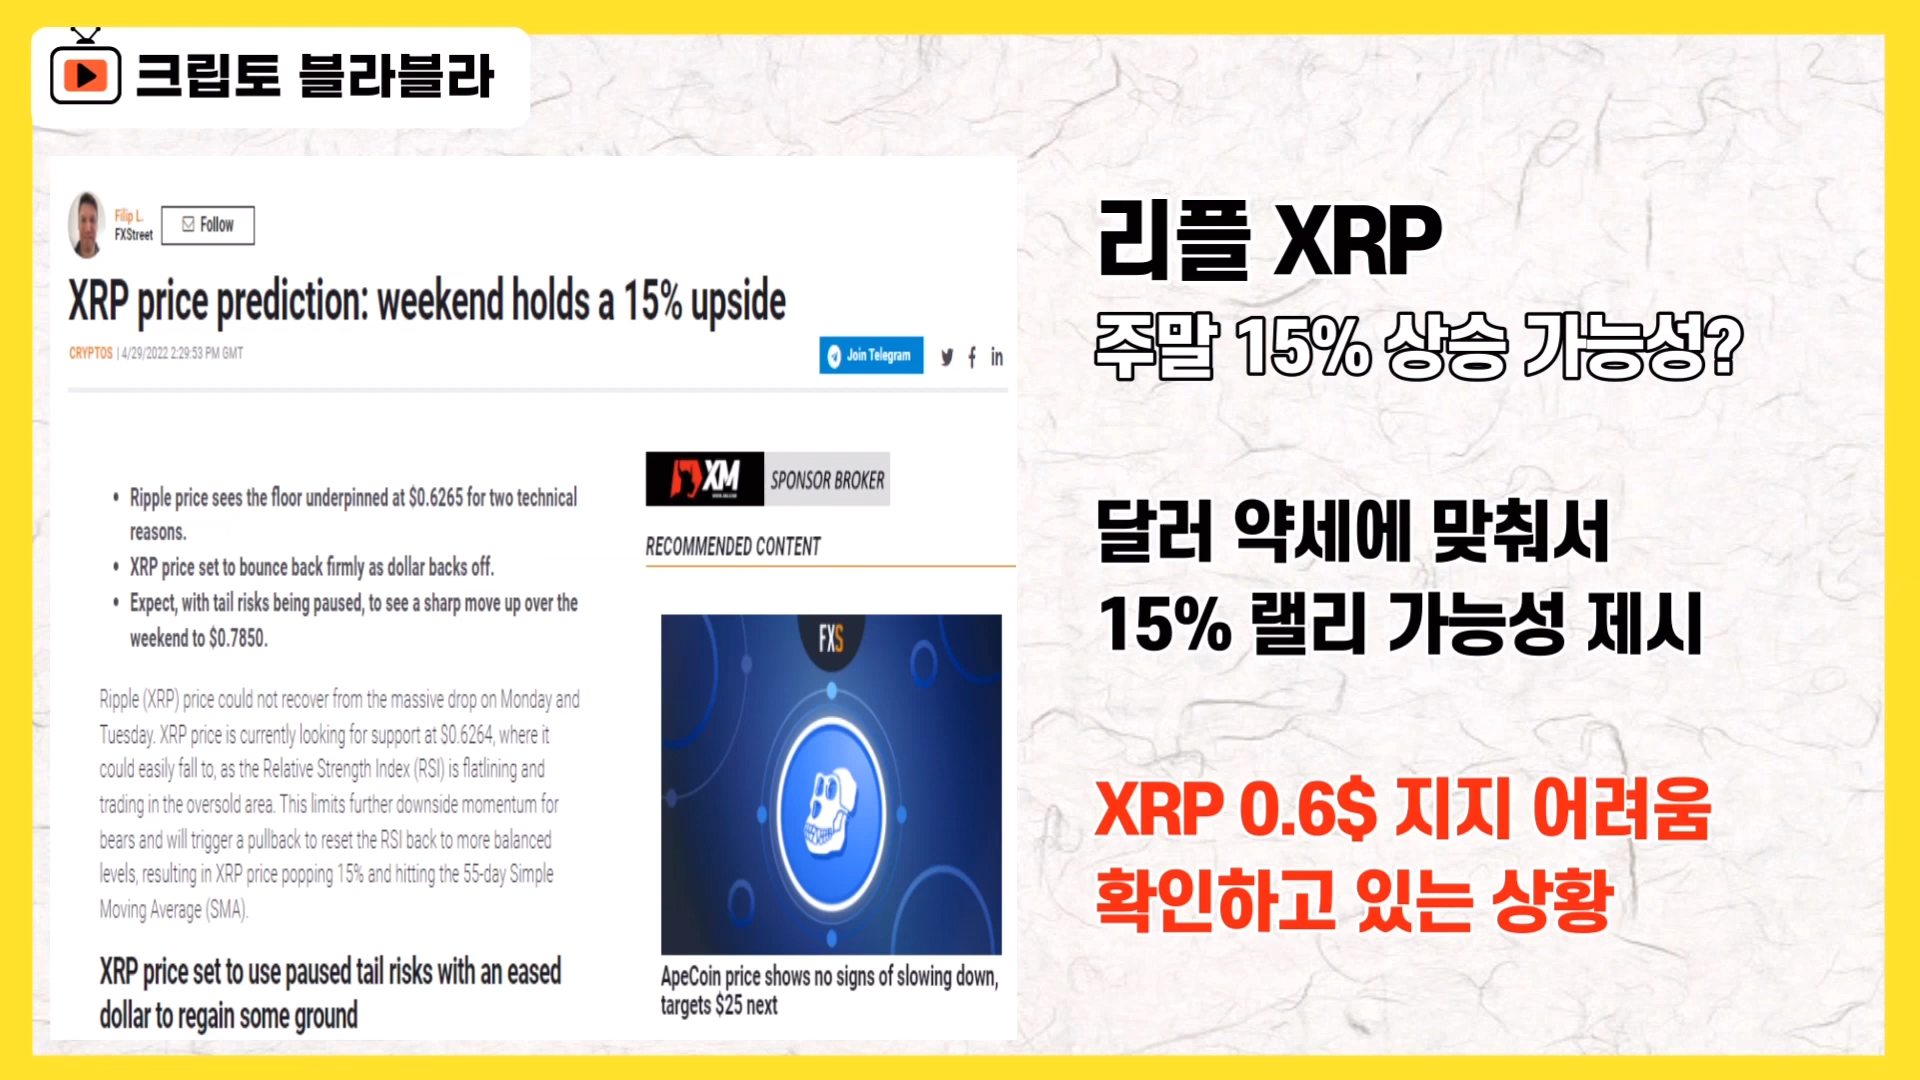 크립토 블라블라
Filip L.
FXStreet
Follow
XRP price prediction: weekend holds a 15% upside
CRYPTOS | 4/29/2022 2:29:53 PM GMT
Join Telegram
• Ripple price sees the floor underpinned at $0.6265 for two technical
reasons.
• XRP price set to bounce back firmly as dollar backs off.
• Expect, with tail risks being paused, to see a sharp move up over the
weekend to $0.7850.
Ripple (XRP) price could not recover from the massive drop on Monday and
Tuesday. XRP price is currently looking for support at $0.6264, where it
could easily fall to, as the Relative Strength Index (RSI) is flatlining and
trading in the oversold area. This limits further downside momentum for
bears and will trigger a pullback to reset the RSI back to more balanced
levels, resulting in XRP price popping 15% and hitting the 55-day Simple
Moving Average (SMA).
XRP price set to use paused tail risks with an eased
dollar to regain some ground
XM
SPONSOR BROKER
RECOMMENDED CONTENT
FXS
ApeCoin price shows no signs of slowing down,
targets $25 next
리플 XRP
주말 15% 상승 가능성?
달러 약세에 맞춰서
15% 랠리 가능성 제시
XRP 0.6$ 지지 어려움
확인하고 있는 상황